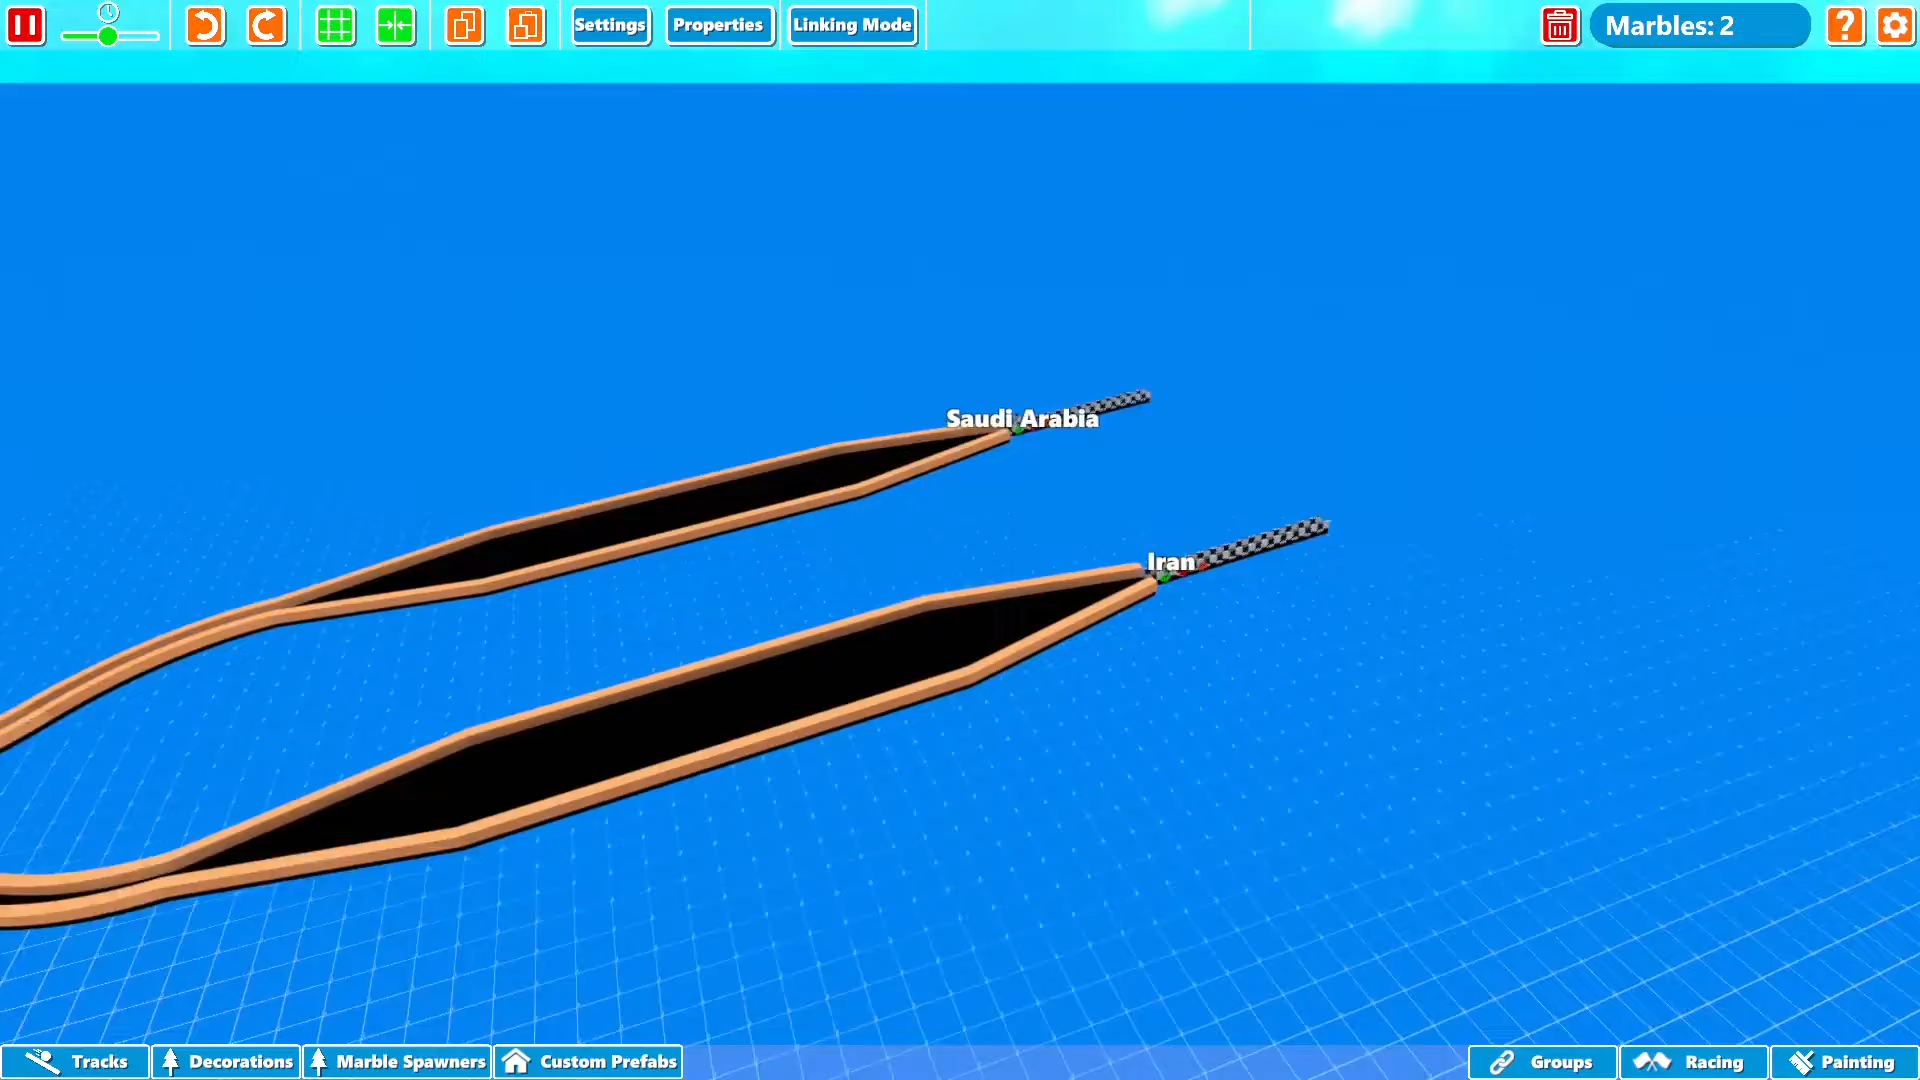 Settings
Properties
Linking Mode
Marbles: 2
?
Saudi Arabia
Iran
Tracks
Decorations
Marble Spawners
Custom Prefabs
Groups
Racing
Painting